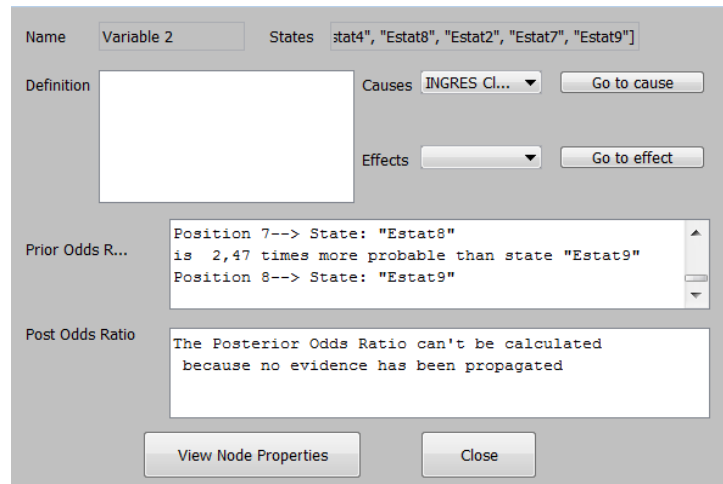 Name Variable 2 States stat4", "Estat8", "Estat2", "Estat7", "Estat9"]
Definition Causes INGRES Cl... Go to cause
Effects Go to effect
Prior Odds R...
Position 7--> State: "Estat8"
is 2,47 times more probable than state "Estat9"
Position 8--> State: "Estat9"
Post Odds Ratio
The Posterior Odds Ratio can't be calculated
because no evidence has been propagated
View Node Properties Close